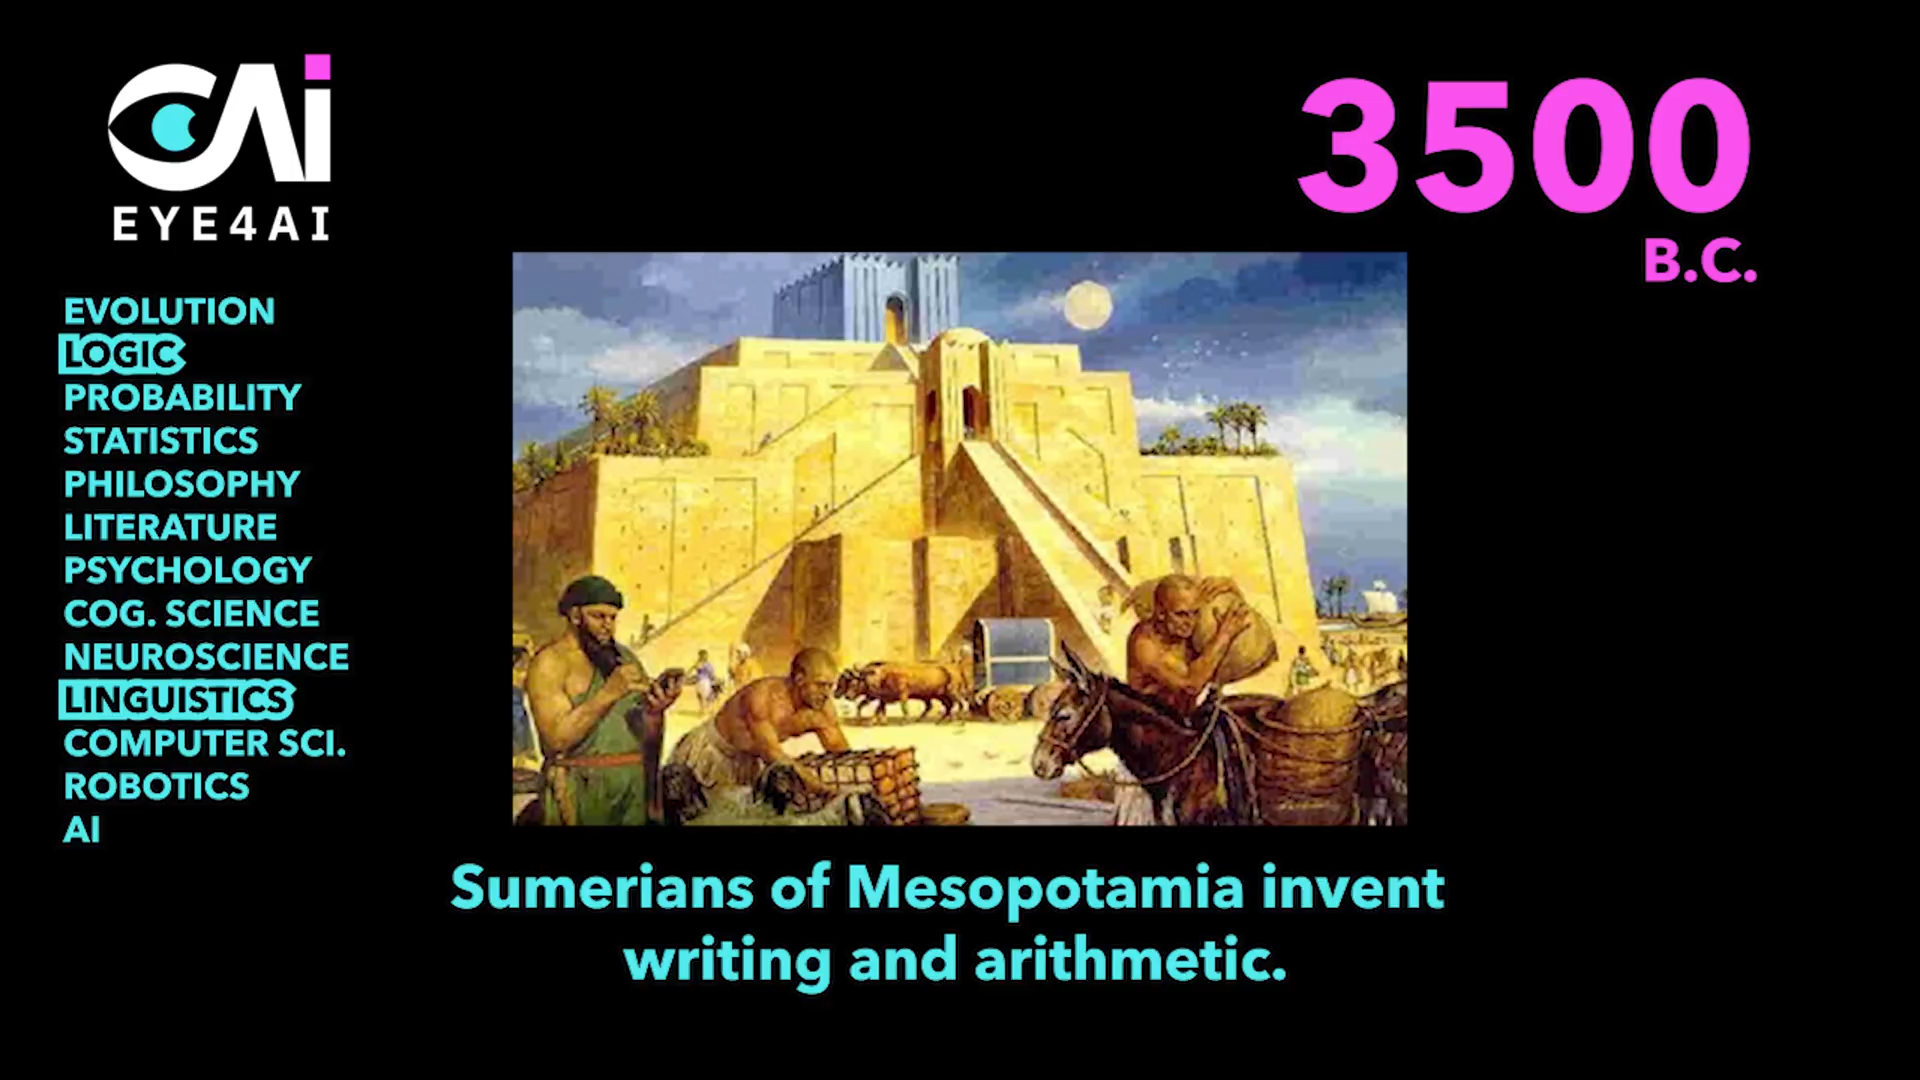 EYE4AI
3500
B.C.
EVOLUTION
LOGIC
PROBABILITY
STATISTICS
PHILOSOPHY
LITERATURE
PSYCHOLOGY
COG. SCIENCE
NEUROSCIENCE
LINGUISTICS
COMPUTER SCI.
ROBOTICS
AI
Sumerians of Mesopotamia invent
writing and arithmetic.